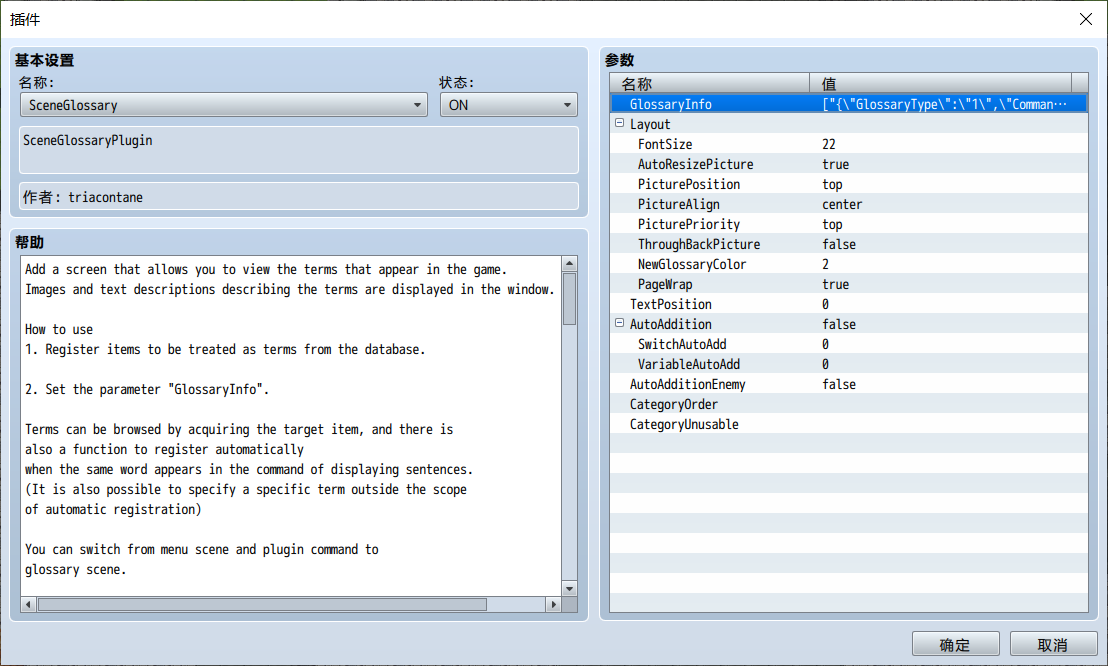 插件
基本设置
名称:
状态:
SceneGlossary
ON
SceneGlossaryPlugin
作者: triacontane
帮助
Add a screen that allows you to view the terms that appear in the game.
Images and text descriptions describing the terms are displayed in the window.
How to use
1. Register items to be treated as terms from the database.
2. Set the parameter "GlossaryInfo".
Terms can be browsed by acquiring the target item, and there is
also a function to register automatically
when the same word appears in the command of displaying sentences.
(It is also possible to specify a specific term outside the scope
of automatic registration)
You can switch from menu scene and plugin command to
glossary scene.
参数
名称 值
GlossaryInfo ["{\"GlossaryType\":\"1\",\"Comman…
Layout
FontSize 22
AutoResizePicture true
PicturePosition top
PictureAlign center
PicturePriority top
ThroughBackPicture false
NewGlossaryColor 2
PageWrap true
TextPosition 0
AutoAddition false
SwitchAutoAdd 0
VariableAutoAdd 0
AutoAdditionEnemy false
CategoryOrder
CategoryUnusable
确定
取消